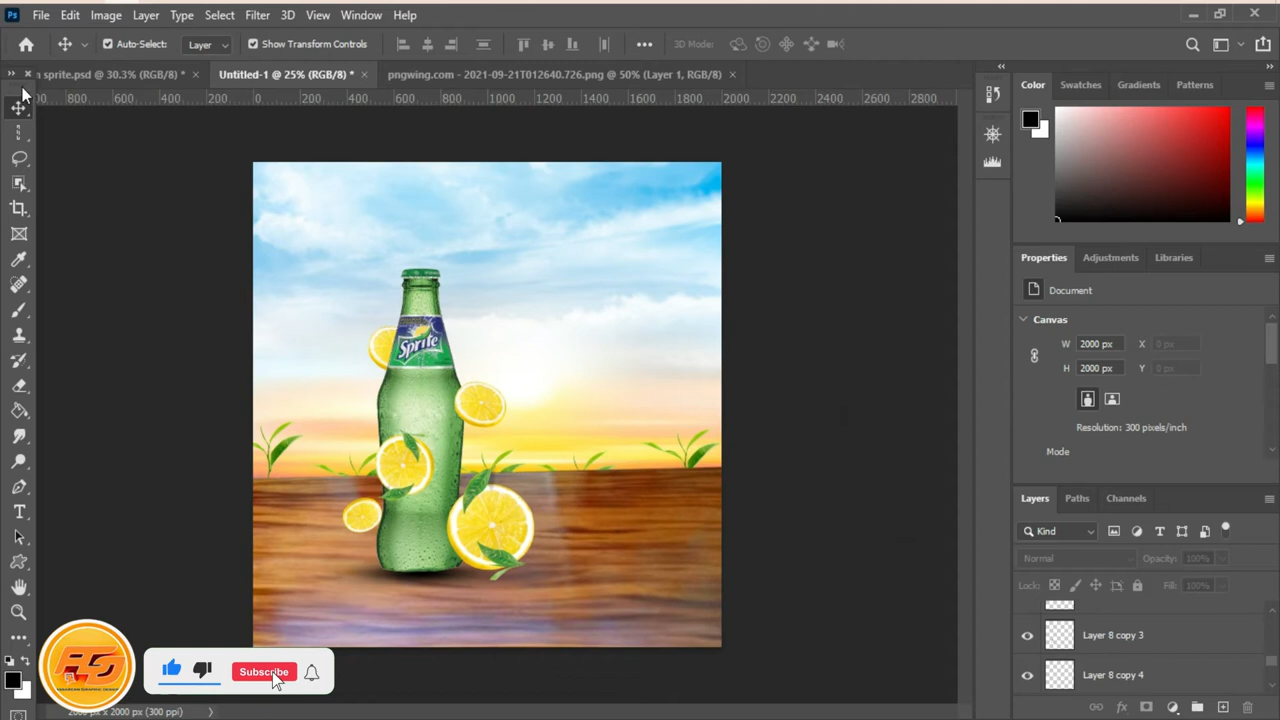 Ps File Edit Image Layer Type Select Filter 3D View Window Help
Auto-Select: Layer Show Transform Controls 3D Mode:
n sprite.psd @ 30.3% (RGB/8) * Untitled-1 @ 25% (RGB/8) * pngwing.com - 2021-09-21T012640.726.png @ 50% (Layer 1, RGB/8)
800 600 400 200 0 200 400 600 800 1000 1200 1400 1600 1800 2000 2200 2400 2600 2800
Color Swatches Gradients Patterns
Properties Adjustments Libraries
Document
Canvas
W 2000 px X 0 px
H 2000 px Y 0 px
Resolution: 300 pixels/inch
Mode
Layers Paths Channels
Kind
Normal Opacity: 100%
Lock: Fill: 100%
Layer 8 copy 3
Layer 8 copy 4
Sprite
Subscribe
2000 px x 2000 px (300 ppi)